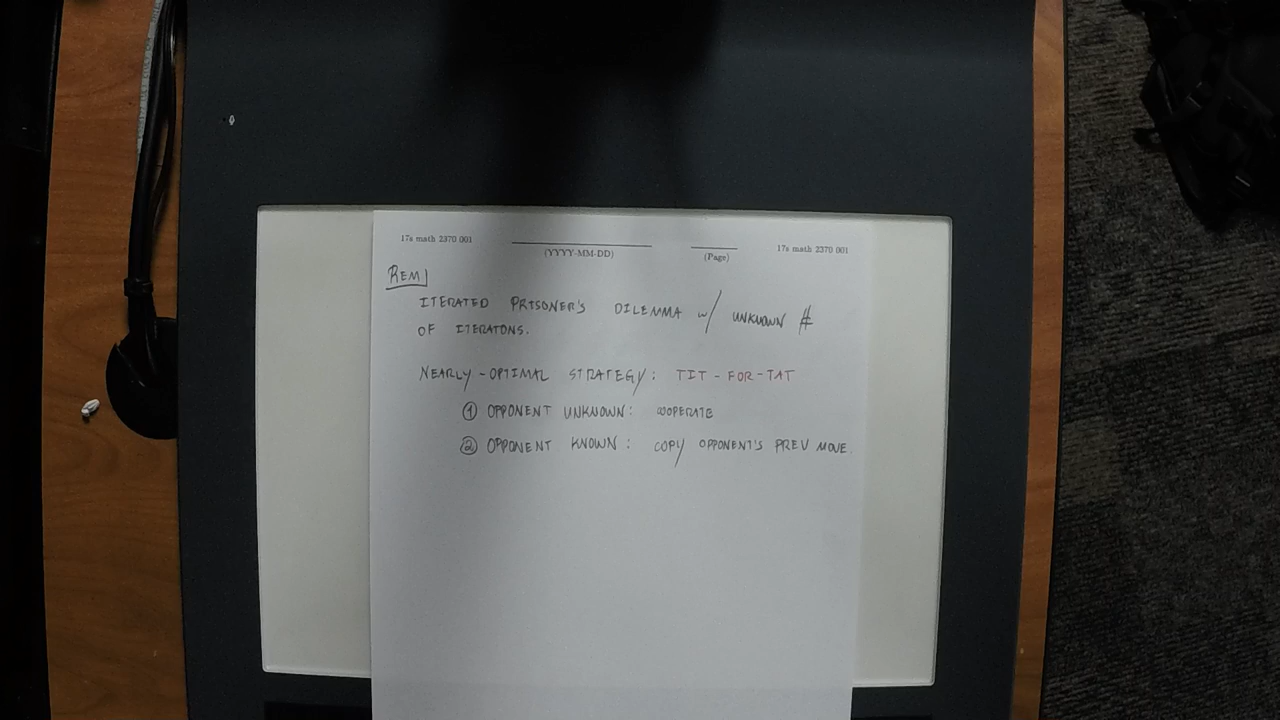 17s math 2370 001 (YYYY-MM-DD) (Page) 17s math 2370 001
REM
ITERATED PRISONER'S DILEMMA w/ UNKNOWN #
OF ITERATONS.
NEARLY-OPTIMAL STRATEGY: TIT-FOR-TAT
① OPPONENT UNKNOWN: COOPERATE
② OPPONENT KNOWN: COPY OPPONENT'S PREV MOVE.